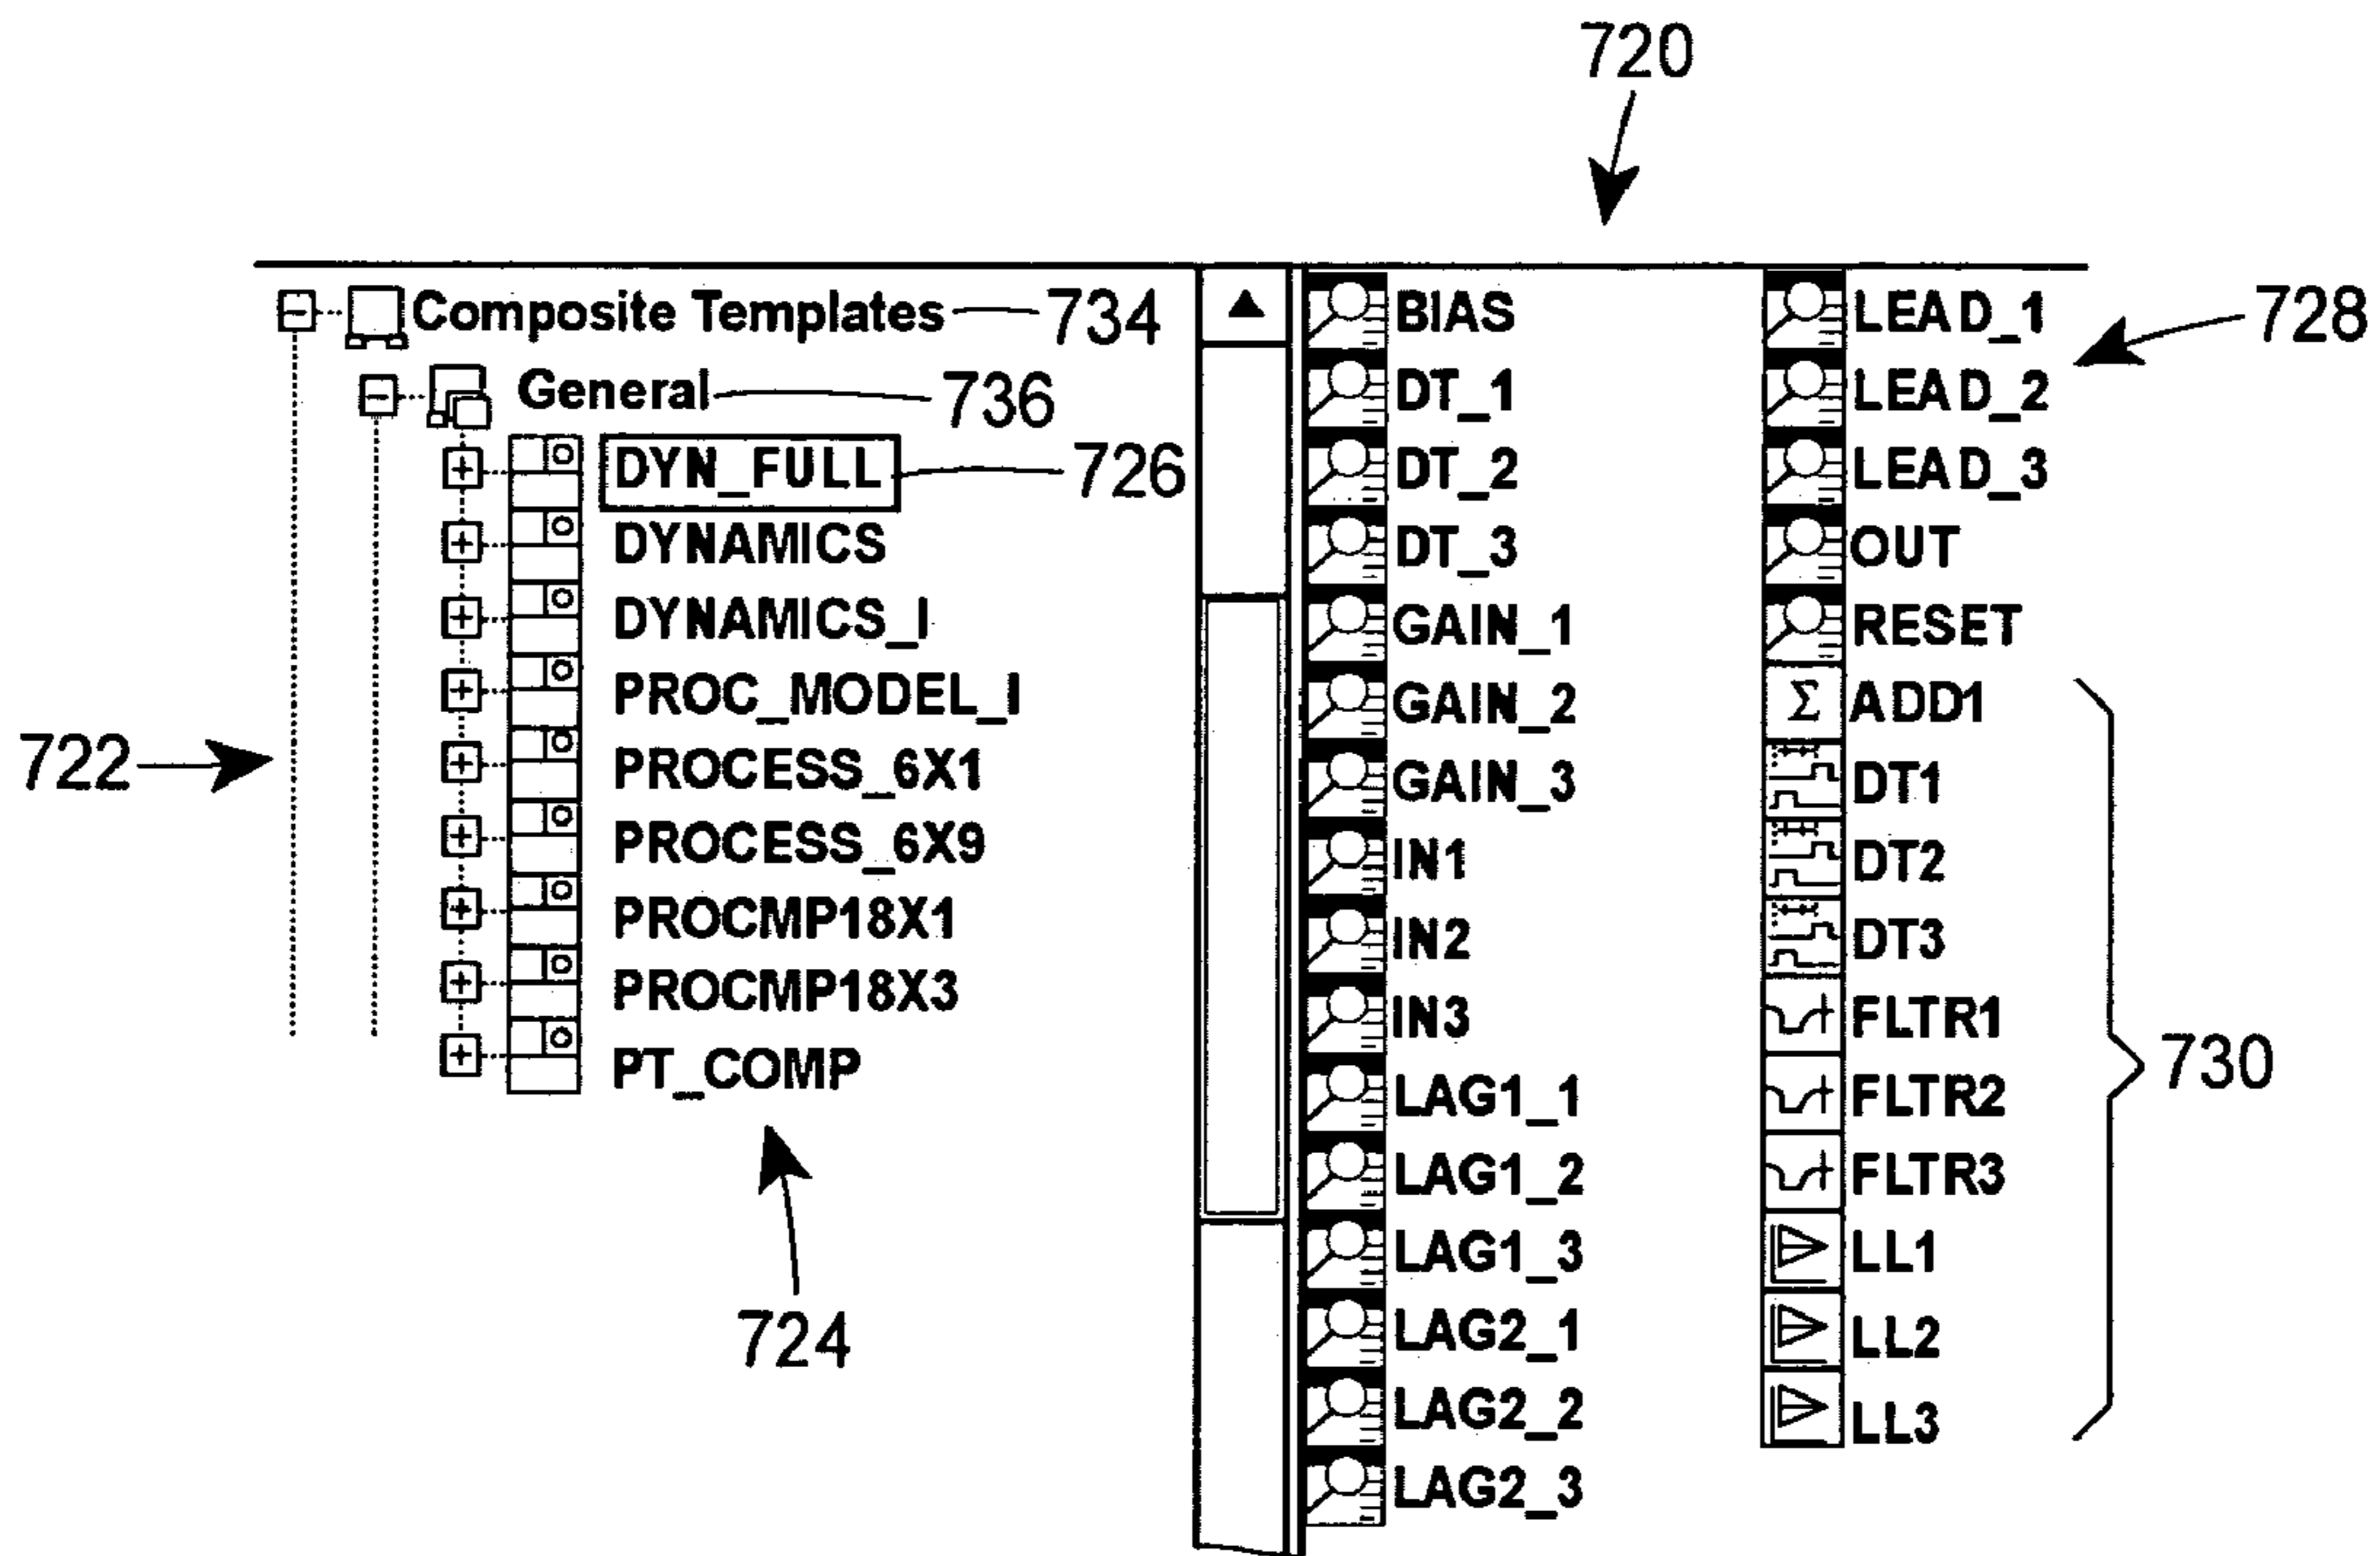 720
Composite Templates 734
General 736
DYN_FULL 726
DYNAMICS
DYNAMICS_I
PROC_MODEL_I
722
PROCESS_6X1
PROCESS_6X9
PROCMP18X1
PROCMP18X3
PT_COMP
724
BIAS
DT_1
DT_2
DT_3
GAIN_1
GAIN_2
GAIN_3
IN1
IN2
IN3
LAG1_1
LAG1_2
LAG1_3
LAG2_1
LAG2_2
LAG2_3
LEAD_1
728
LEAD_2
LEAD_3
OUT
RESET
Σ ADD1
DT1
DT2
DT3
FLTR1
730
FLTR2
FLTR3
LL1
LL2
LL3